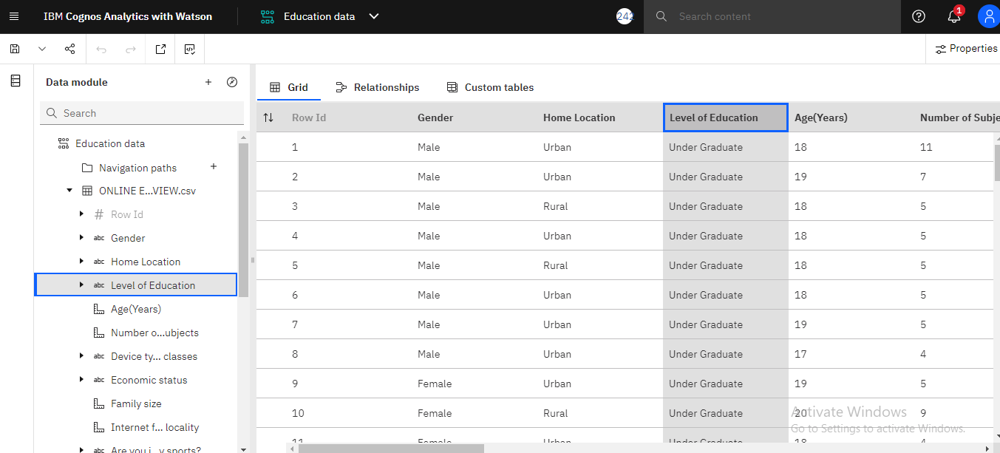 IBM Cognos Analytics with Watson
Education data
242
Search content
1
Properties
Data module
Search
Education data
Navigation paths
ONLINE E...VIEW.csv
Row Id
Gender
Home Location
Level of Education
Age(Years)
Number o...ubjects
Device ty... classes
Economic status
Family size
Internet f... locality
Are you i...y sports?
Grid Relationships Custom tables
Row Id Gender Home Location Level of Education Age(Years) Number of Subje
1 Male Urban Under Graduate 18 11
2 Male Urban Under Graduate 19 7
3 Male Rural Under Graduate 18 5
4 Male Urban Under Graduate 18 5
5 Male Rural Under Graduate 18 5
6 Male Urban Under Graduate 18 5
7 Male Urban Under Graduate 19 5
8 Male Urban Under Graduate 17 4
9 Female Urban Under Graduate 19 5
10 Female Rural Under Graduate 20 9
11 Female Urban Under Graduate 18 4
Activate Windows
Go to Settings to activate Windows.